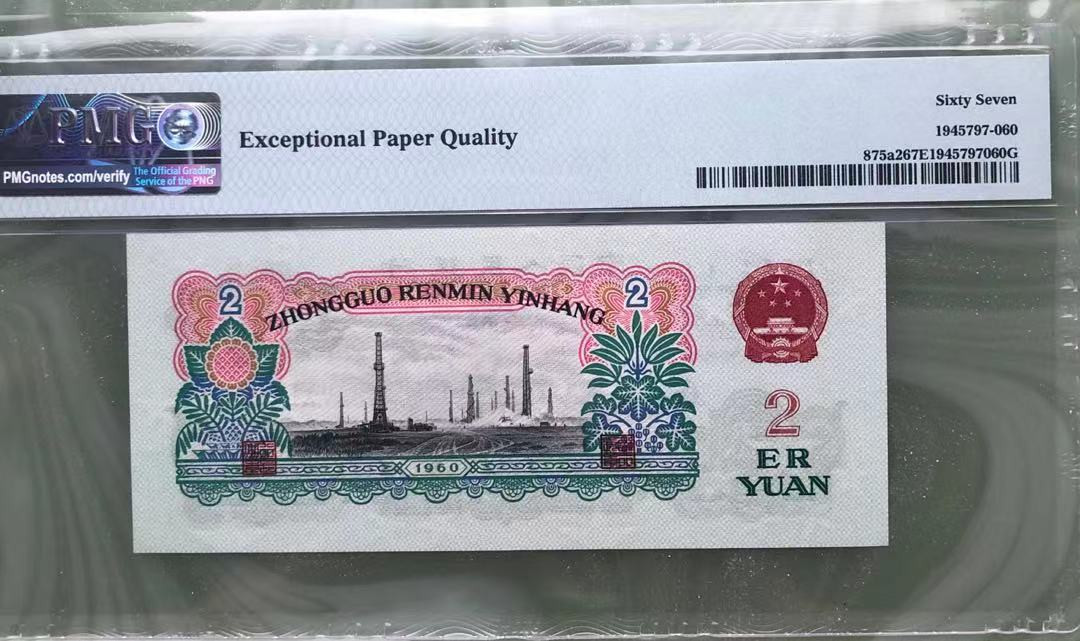 PMG
PMGnotes.com/verify
The Official Grading
Service of the PNG
Exceptional Paper Quality
Sixty Seven
1945797-060
875a267E1945797060G
2
ZHONGGUO RENMIN YINHANG
2
1960
2
ER
YUAN